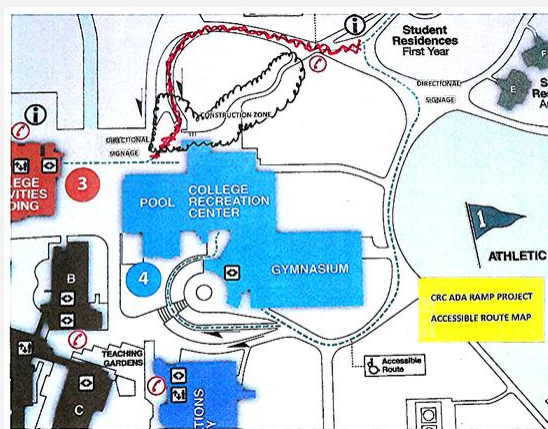 Student
Residences
First Year
DIRECTIONAL
SIGNAGE
E
F
CONSTRUCTION ZONE
DIRECTIONAL
SIGNAGE
3
POOL
COLLEGE
RECREATION
CENTER
4
GYMNASIUM
1
ATHLETIC
CRC ADA RAMP PROJECT
ACCESSIBLE ROUTE MAP
B
TEACHING
GARDENS
Accessible
Route
C